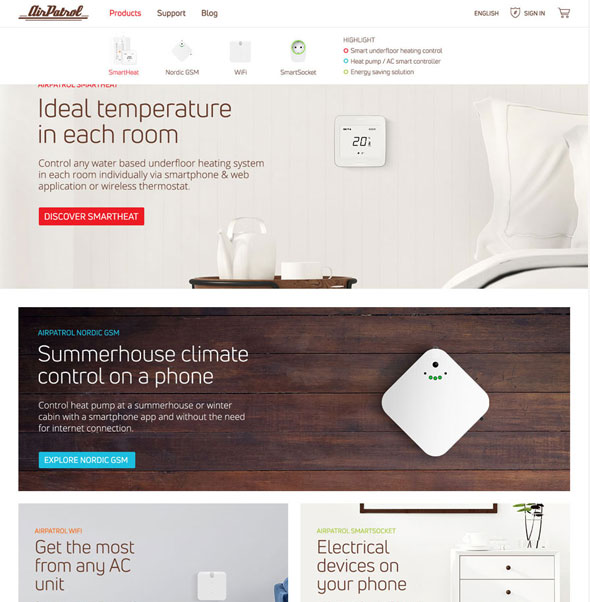 AirPatrol
Products Support Blog
ENGLISH SIGN IN
SmartHeat Nordic GSM WiFi SmartSocket
HIGHLIGHT
Smart underfloor heating control
Heat pump / AC smart controller
Energy saving solution
AIRPATROL SMARTHEAT
Ideal temperature
in each room
Control any water based underfloor heating system
in each room individually via smartphone & web
application or wireless thermostat.
DISCOVER SMARTHEAT
20
AIRPATROL NORDIC GSM
Summerhouse climate
control on a phone
Control heat pump at a summerhouse or winter
cabin with a smartphone app and without the need
for internet connection.
EXPLORE NORDIC GSM
AIRPATROL WIFI
Get the most
from any AC
unit
AIRPATROL SMARTSOCKET
Electrical
devices on
your phone